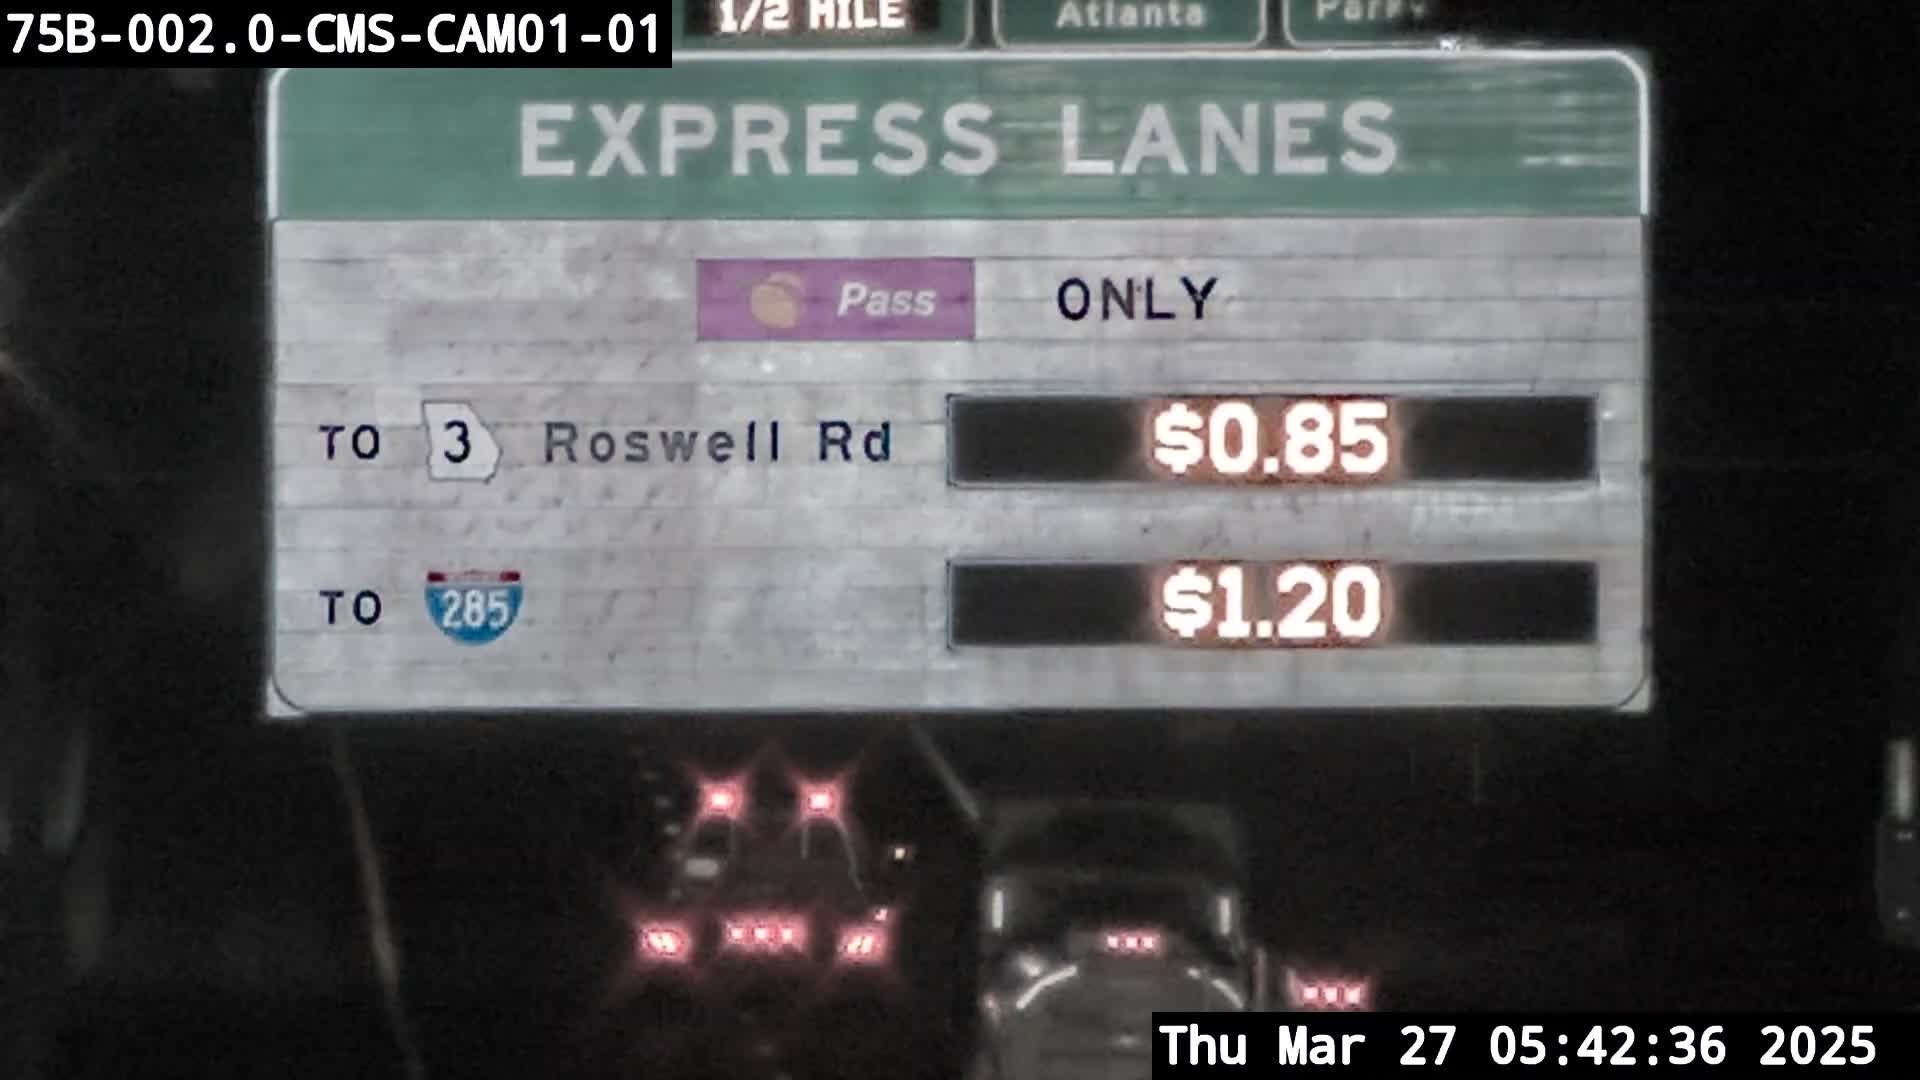 75B-002.0-CMS-CAM01-01
1/2 MILE
Atlanta
EXPRESS LANES
Pass ONLY
TO 3 Roswell Rd $0.85
TO 285 $1.20
Thu Mar 27 05:42:36 2025